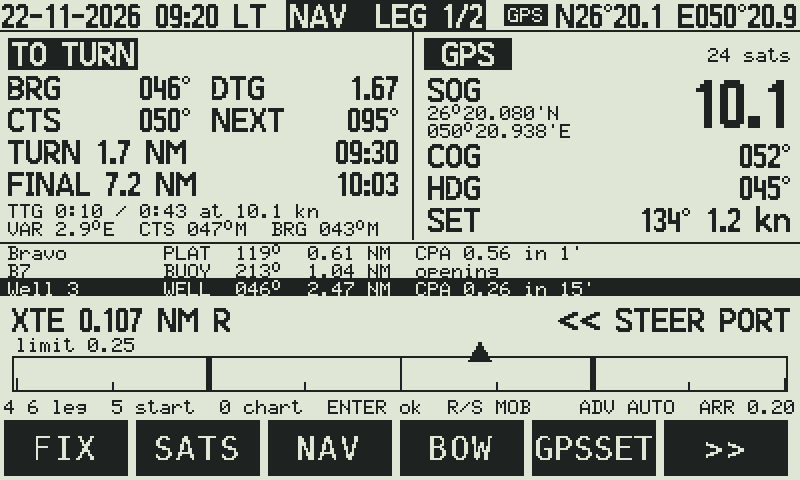 22-11-2026 09:20 LT NAV LEG 1/2 GPS N26°20.1 E050°20.9
TO TURN
BRG 046° DTG 1.67
CTS 050° NEXT 095°
TURN 1.7 NM 09:30
FINAL 7.2 NM 10:03
TTG 0:10 / 0:43 at 10.1 kn
VAR 2.9°E CTS 047°M BRG 043°M
GPS 24 sats
SOG 10.1
26°20.080'N
050°20.938'E
COG 052°
HDG 045°
SET 134° 1.2 kn
Bravo PLAT 119° 0.61 NM CPA 0.56 in 1'
B7 BUOY 213° 1.04 NM opening
Well 3 WELL 046° 2.47 NM CPA 0.26 in 15'
XTE 0.107 NM R << STEER PORT
limit 0.25
4 6 leg 5 start 0 chart ENTER ok R/S MOB ADV AUTO ARR 0.20
FIX SATS NAV BOW GPSSET >>